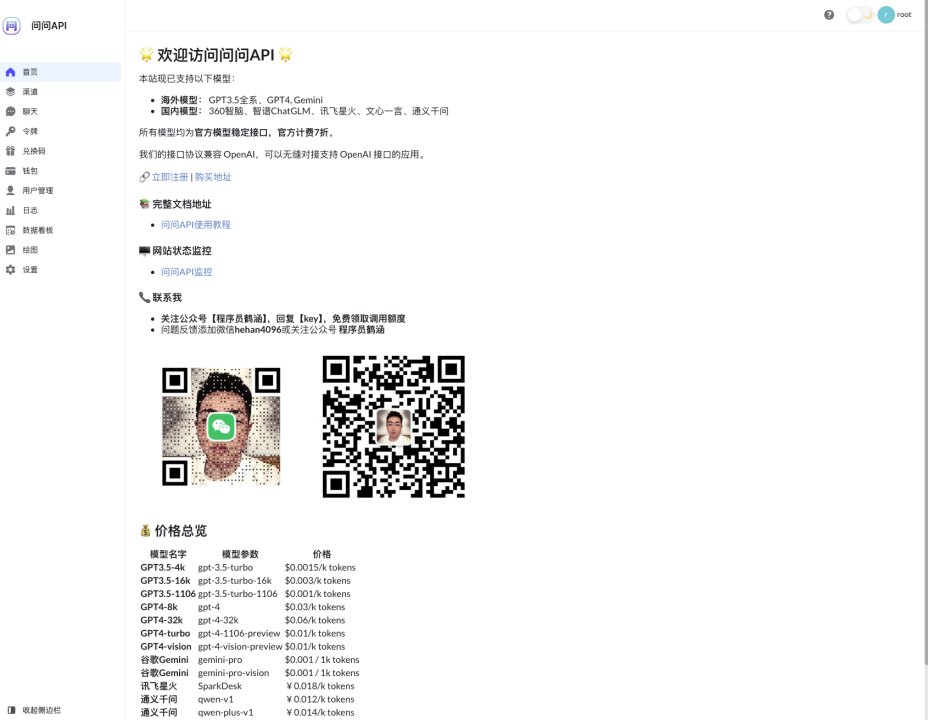 问问API
root
首页
渠道
聊天
令牌
兑换码
钱包
用户管理
日志
数据看板
绘图
设置
收起侧边栏
🌟 欢迎访问问问API 🌟
本站现已支持以下模型：
• 海外模型： GPT3.5全系、GPT4, Gemini
• 国内模型： 360智脑、智谱ChatGLM、讯飞星火、文心一言、通义千问
所有模型均为官方模型稳定接口，官方计费7折。
我们的接口协议兼容 OpenAI，可以无缝对接支持 OpenAI 接口的应用。
🔗 立即注册 | 购买地址
📚 完整文档地址
• 问问API使用教程
🖥️ 网站状态监控
• 问问API监控
📞 联系我
• 关注公众号【程序员鹤涵】，回复【key】，免费领取调用额度
• 问题反馈添加微信hehan4096或关注公众号 程序员鹤涵
💰 价格总览
模型名字 模型参数 价格
GPT3.5-4k gpt-3.5-turbo $0.0015/k tokens
GPT3.5-16k gpt-3.5-turbo-16k $0.003/k tokens
GPT3.5-1106 gpt-3.5-turbo-1106 $0.001/k tokens
GPT4-8k gpt-4 $0.03/k tokens
GPT4-32k gpt-4-32k $0.06/k tokens
GPT4-turbo gpt-4-1106-preview $0.01/k tokens
GPT4-vision gpt-4-vision-preview $0.01/k tokens
谷歌Gemini gemini-pro $0.001 / 1k tokens
谷歌Gemini gemini-pro-vision $0.001 / 1k tokens
讯飞星火 SparkDesk ￥0.018/k tokens
通义千问 qwen-v1 ￥0.012/k tokens
通义千问 qwen-plus-v1 ￥0.014/k tokens